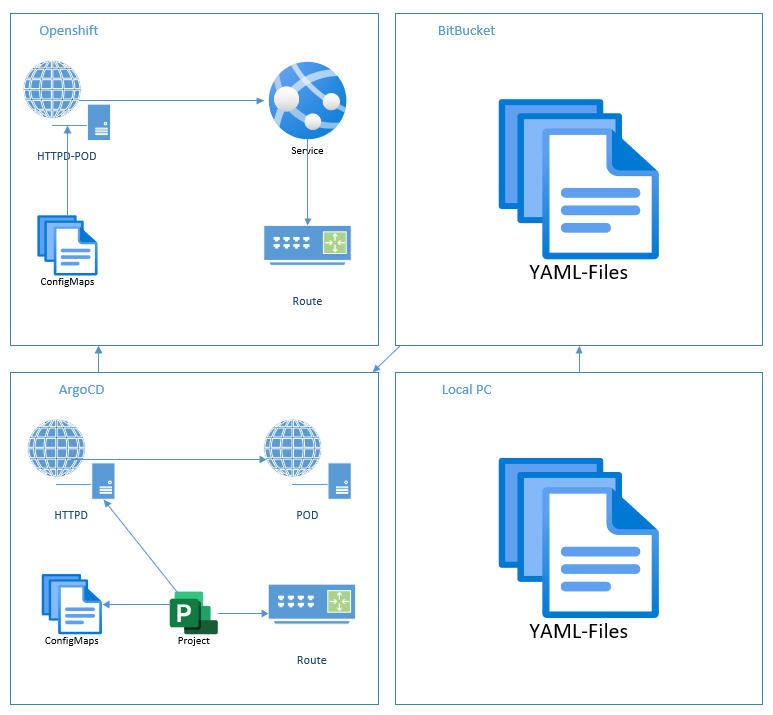 Openshift
HTTPD-POD
Service
ConfigMaps
Route
BitBucket
YAML-Files
ArgoCD
HTTPD
POD
ConfigMaps
P
Project
Route
Local PC
YAML-Files